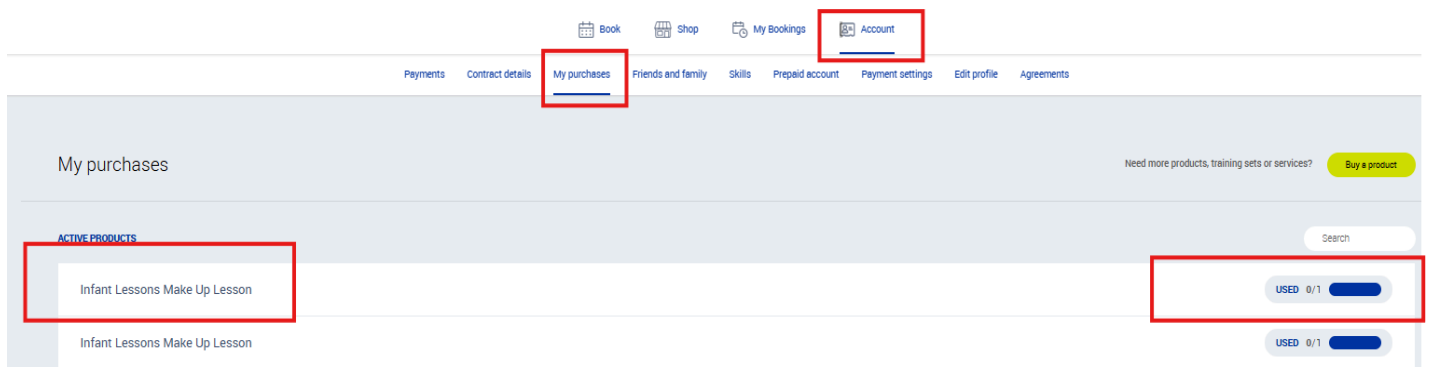 Book Shop My Bookings Account
Payments Contract details My purchases Friends and family Skills Prepaid account Payment settings Edit profile Agreements
My purchases Need more products, training sets or services? Buy a product
ACTIVE PRODUCTS Search
Infant Lessons Make Up Lesson USED 0/1
Infant Lessons Make Up Lesson USED 0/1